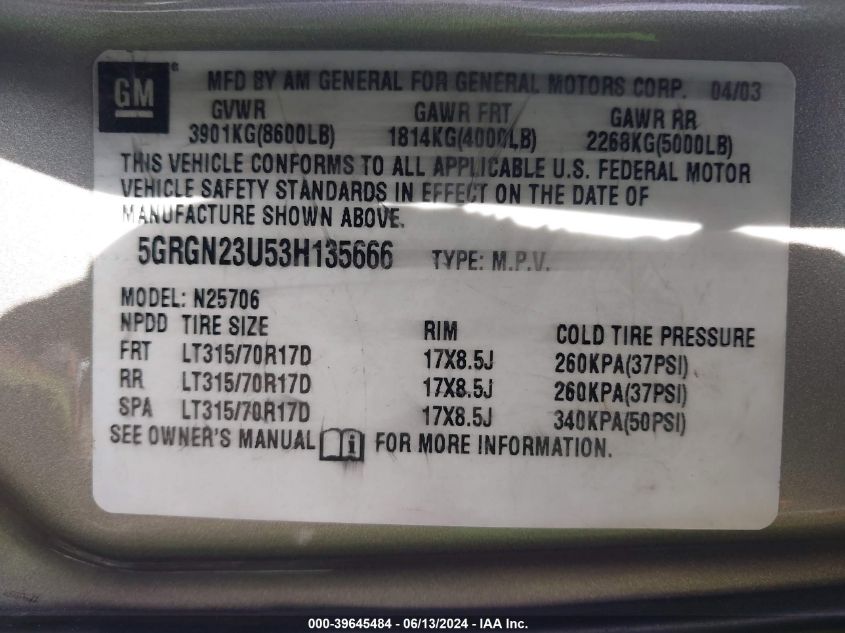 GM
MFD BY AM GENERAL FOR GENERAL MOTORS CORP. 04/03
GVWR GAWR FRT GAWR RR
3901KG(8600LB) 1814KG(4000LB) 2268KG(5000LB)
THIS VEHICLE CONFORMS TO ALL APPLICABLE U.S. FEDERAL MOTOR
VEHICLE SAFETY STANDARDS IN EFFECT ON THE DATE OF
MANUFACTURE SHOWN ABOVE.
5GRGN23U53H135666 TYPE: M.P.V.
MODEL: N25706
NPDD TIRE SIZE RIM COLD TIRE PRESSURE
FRT LT315/70R17D 17X8.5J 260KPA(37PSI)
RR LT315/70R17D 17X8.5J 260KPA(37PSI)
SPA LT315/70R17D 17X8.5J 340KPA(50PSI)
SEE OWNER'S MANUAL i FOR MORE INFORMATION.
000-39645484 - 06/13/2024 - IAA Inc.